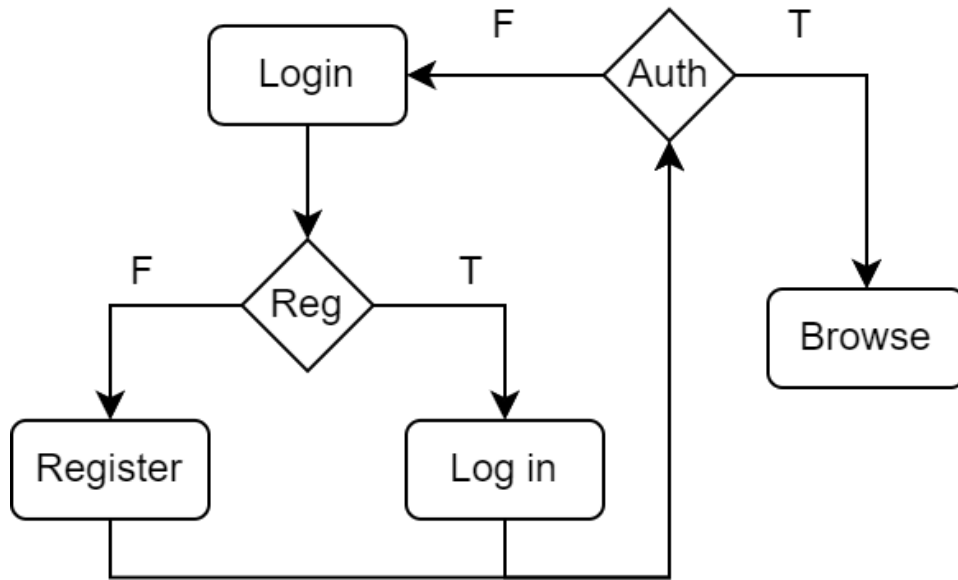 F
T
Login
Auth
F
T
Reg
Browse
Register
Log in